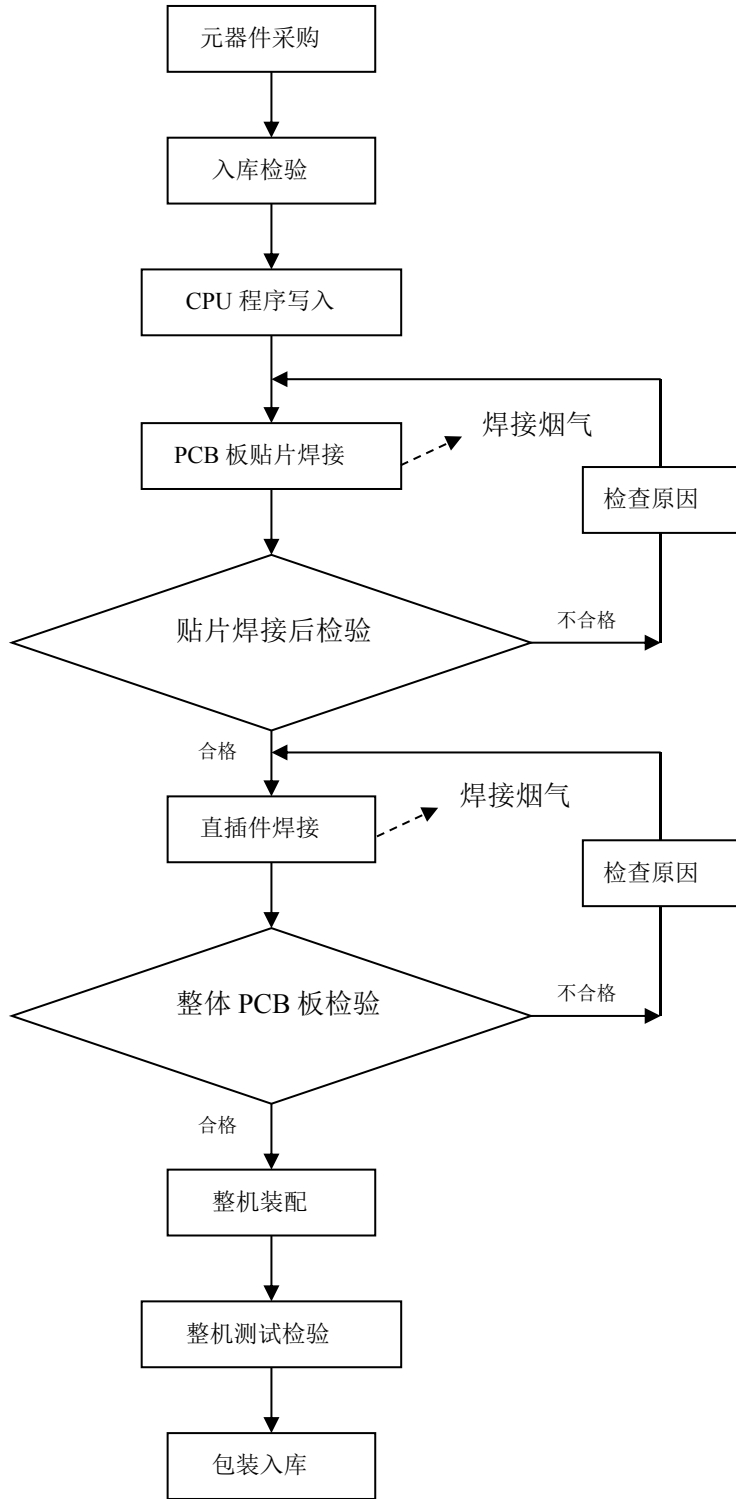 元器件采购
入库检验
CPU 程序写入
PCB 板贴片焊接
焊接烟气
检查原因
贴片焊接后检验
不合格
合格
直插件焊接
焊接烟气
检查原因
整体 PCB 板检验
不合格
合格
整机装配
整机测试检验
包装入库